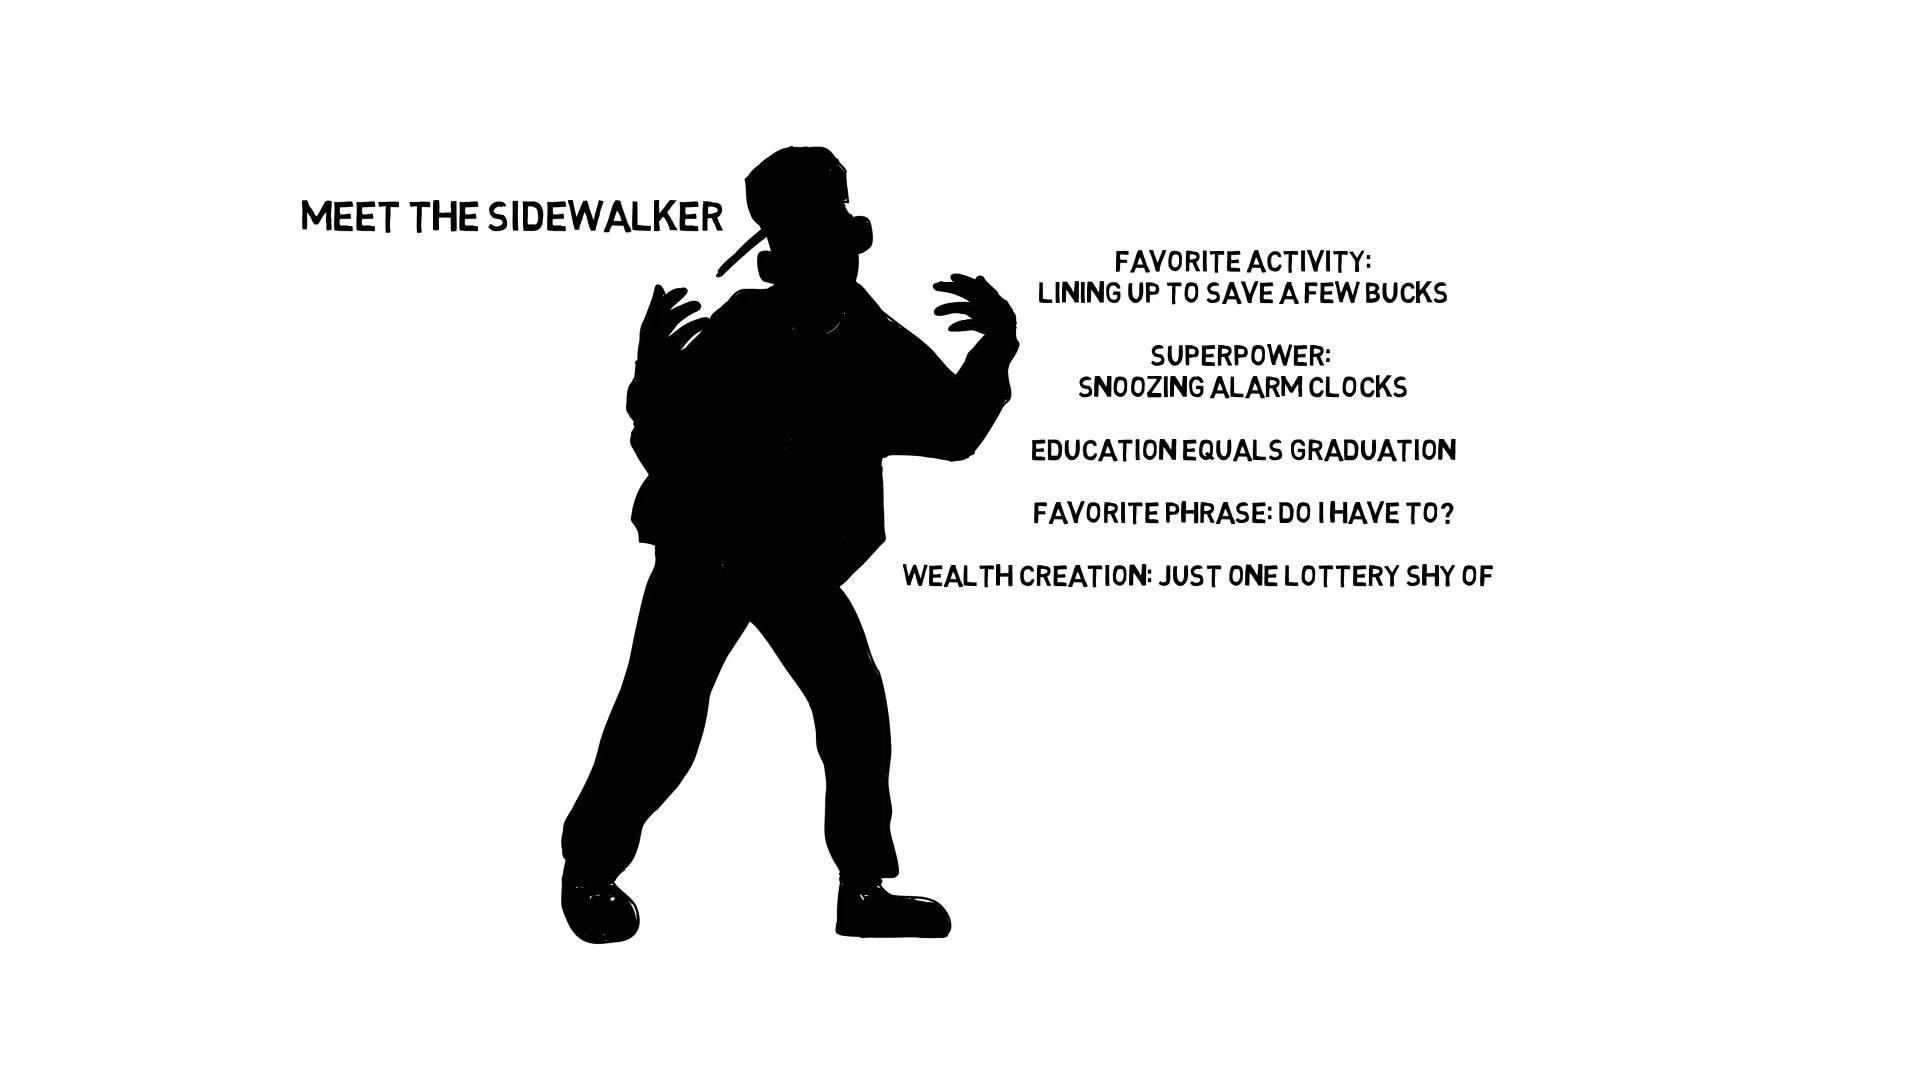 MEET THE SIDEWALKER
FAVORITE ACTIVITY:
LINING UP TO SAVE A FEW BUCKS
SUPERPOWER:
SNOOZING ALARM CLOCKS
EDUCATION EQUALS GRADUATION
FAVORITE PHRASE: DO I HAVE TO?
WEALTH CREATION: JUST ONE LOTTERY SHY OF